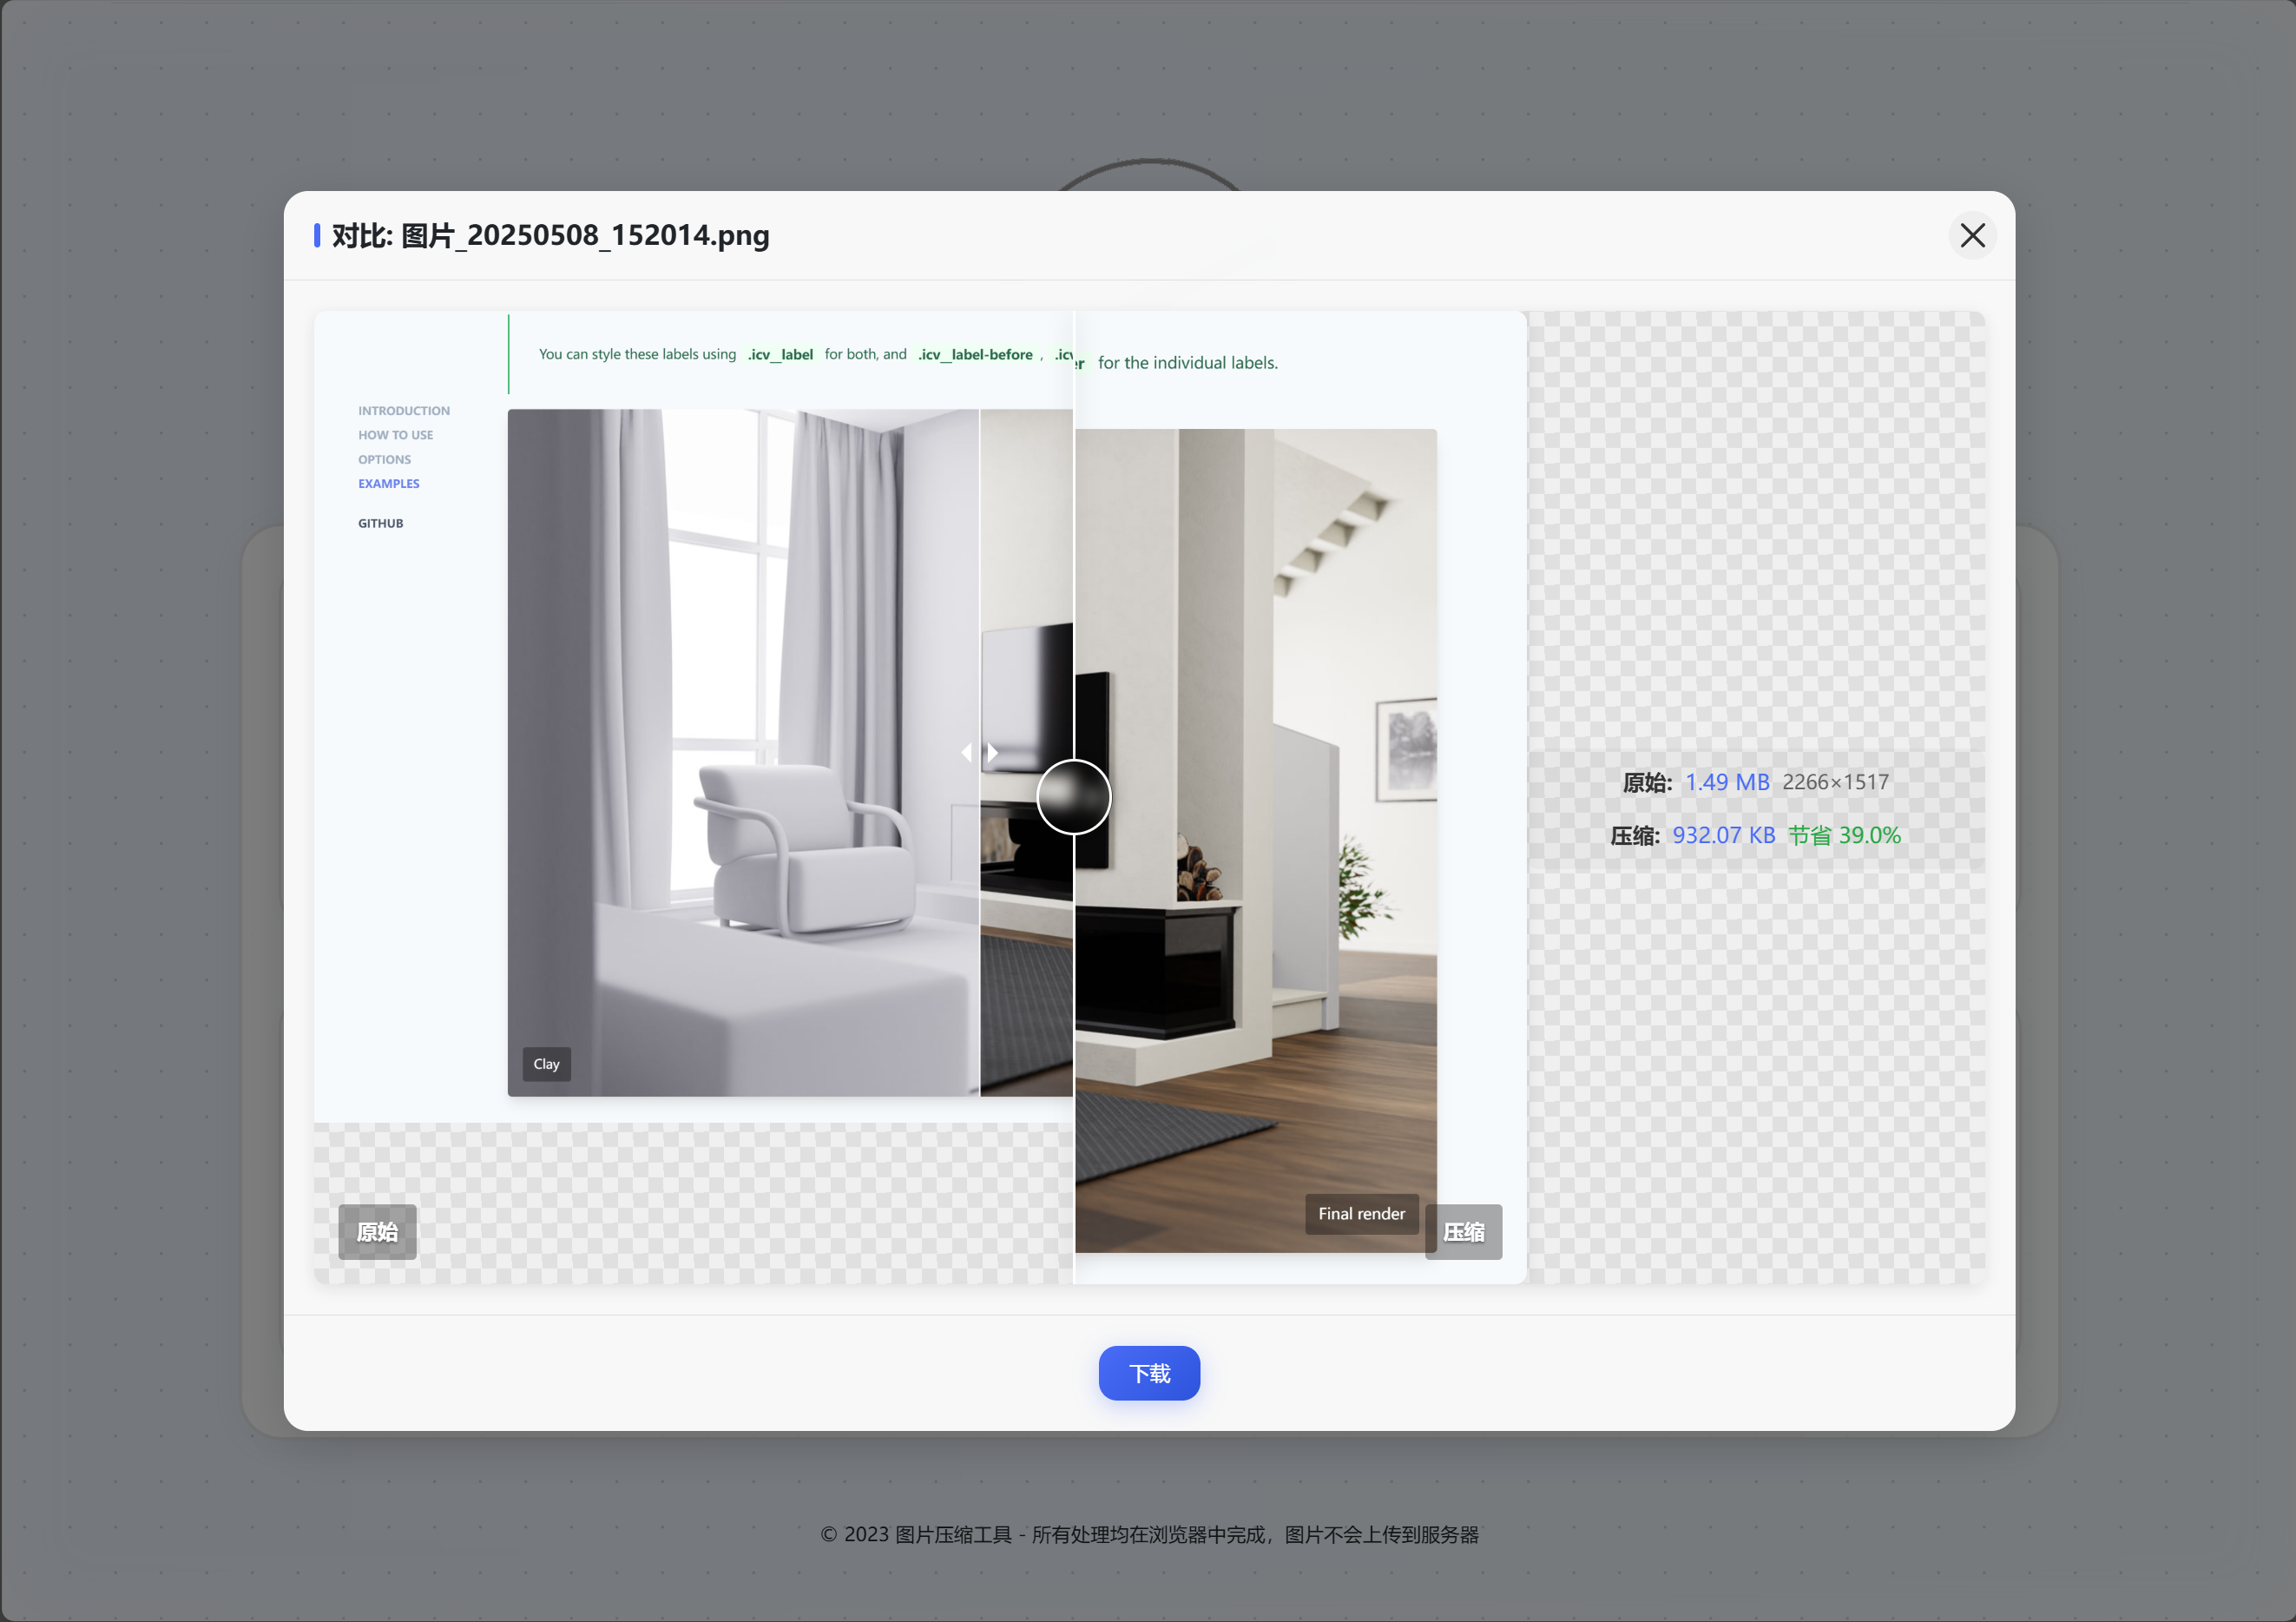 对比: 图片_20250508_152014.png
You can style these labels using .icv__label for both, and .icv__label-before , .icv
er for the individual labels.
INTRODUCTION
HOW TO USE
OPTIONS
EXAMPLES
GITHUB
原始: 1.49 MB 2266×1517
压缩: 932.07 KB 节省 39.0%
Clay
Final render
原始
压缩
下载
© 2023 图片压缩工具 - 所有处理均在浏览器中完成，图片不会上传到服务器